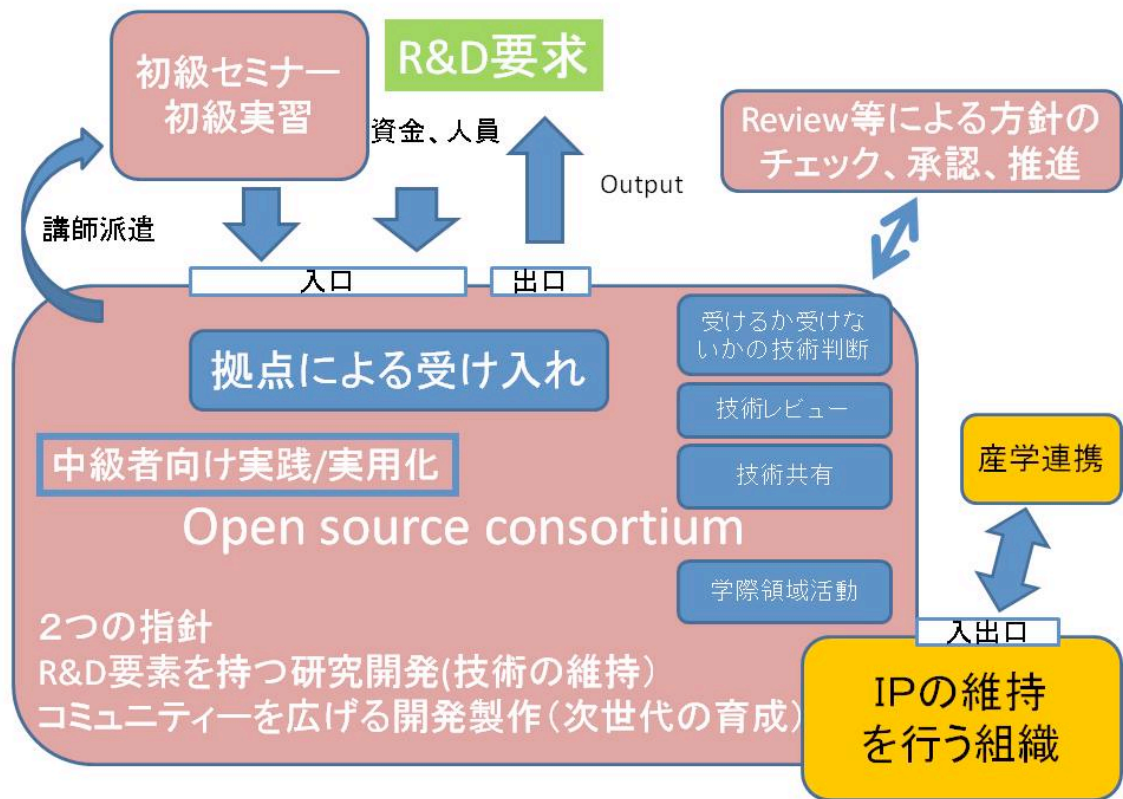 初級セミナー
初級実習
R&D要求
資金、人員
Output
Review等による方針の
チェック、承認、推進
講師派遣
入口
出口
拠点による受け入れ
受けるか受けな
いかの技術判断
技術レビュー
技術共有
中級者向け実践/実用化
Open source consortium
学際領域活動
産学連携
2つの指針
R&D要素を持つ研究開発(技術の維持)
コミュニティーを広げる開発製作(次世代の育成)
入出口
IPの維持
を行う組織